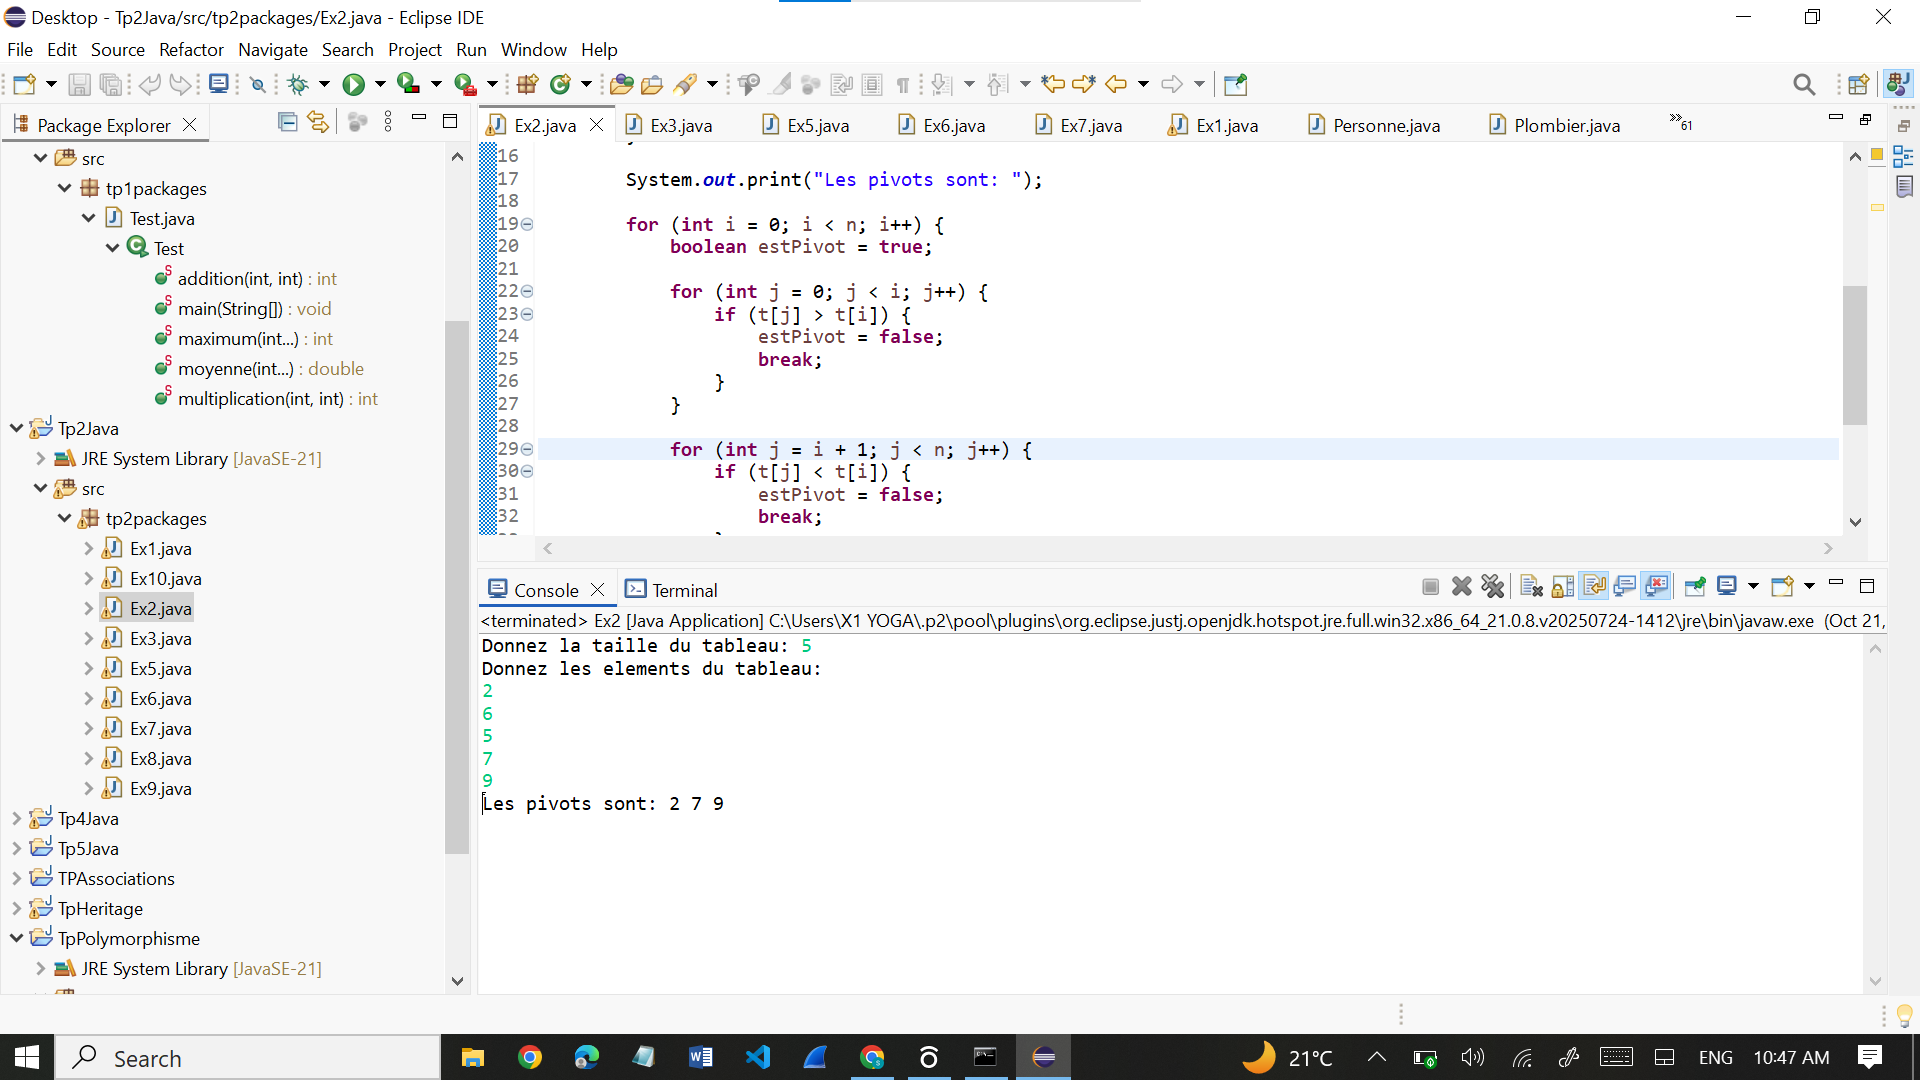 Desktop - Tp2Java/src/tp2packages/Ex2.java - Eclipse IDE
File Edit Source Refactor Navigate Search Project Run Window Help
Package Explorer
src
tp1packages
Test.java
Test
addition(int, int) : int
main(String[]) : void
maximum(int...) : int
moyenne(int...) : double
multiplication(int, int) : int
Tp2Java
JRE System Library [JavaSE-21]
src
tp2packages
Ex1.java
Ex10.java
Ex2.java
Ex3.java
Ex5.java
Ex6.java
Ex7.java
Ex8.java
Ex9.java
Tp4Java
Tp5Java
TPAssociations
TpHeritage
TpPolymorphisme
JRE System Library [JavaSE-21]
Ex2.java Ex3.java Ex5.java Ex6.java Ex7.java Ex1.java Personne.java Plombier.java »61
16
17 System.out.print("Les pivots sont: ");
18
19 for (int i = 0; i < n; i++) {
20 boolean estPivot = true;
21
22 for (int j = 0; j < i; j++) {
23 if (t[j] > t[i]) {
24 estPivot = false;
25 break;
26 }
27 }
28
29 for (int j = i + 1; j < n; j++) {
30 if (t[j] < t[i]) {
31 estPivot = false;
32 break;
Console Terminal
<terminated> Ex2 [Java Application] C:\Users\X1 YOGA\.p2\pool\plugins\org.eclipse.justj.openjdk.hotspot.jre.full.win32.x86_64_21.0.8.v20250724-1412\jre\bin\javaw.exe (Oct 21,
Donnez la taille du tableau: 5
Donnez les elements du tableau:
2
6
5
7
9
Les pivots sont: 2 7 9
Search
21°C
ENG
10:47 AM